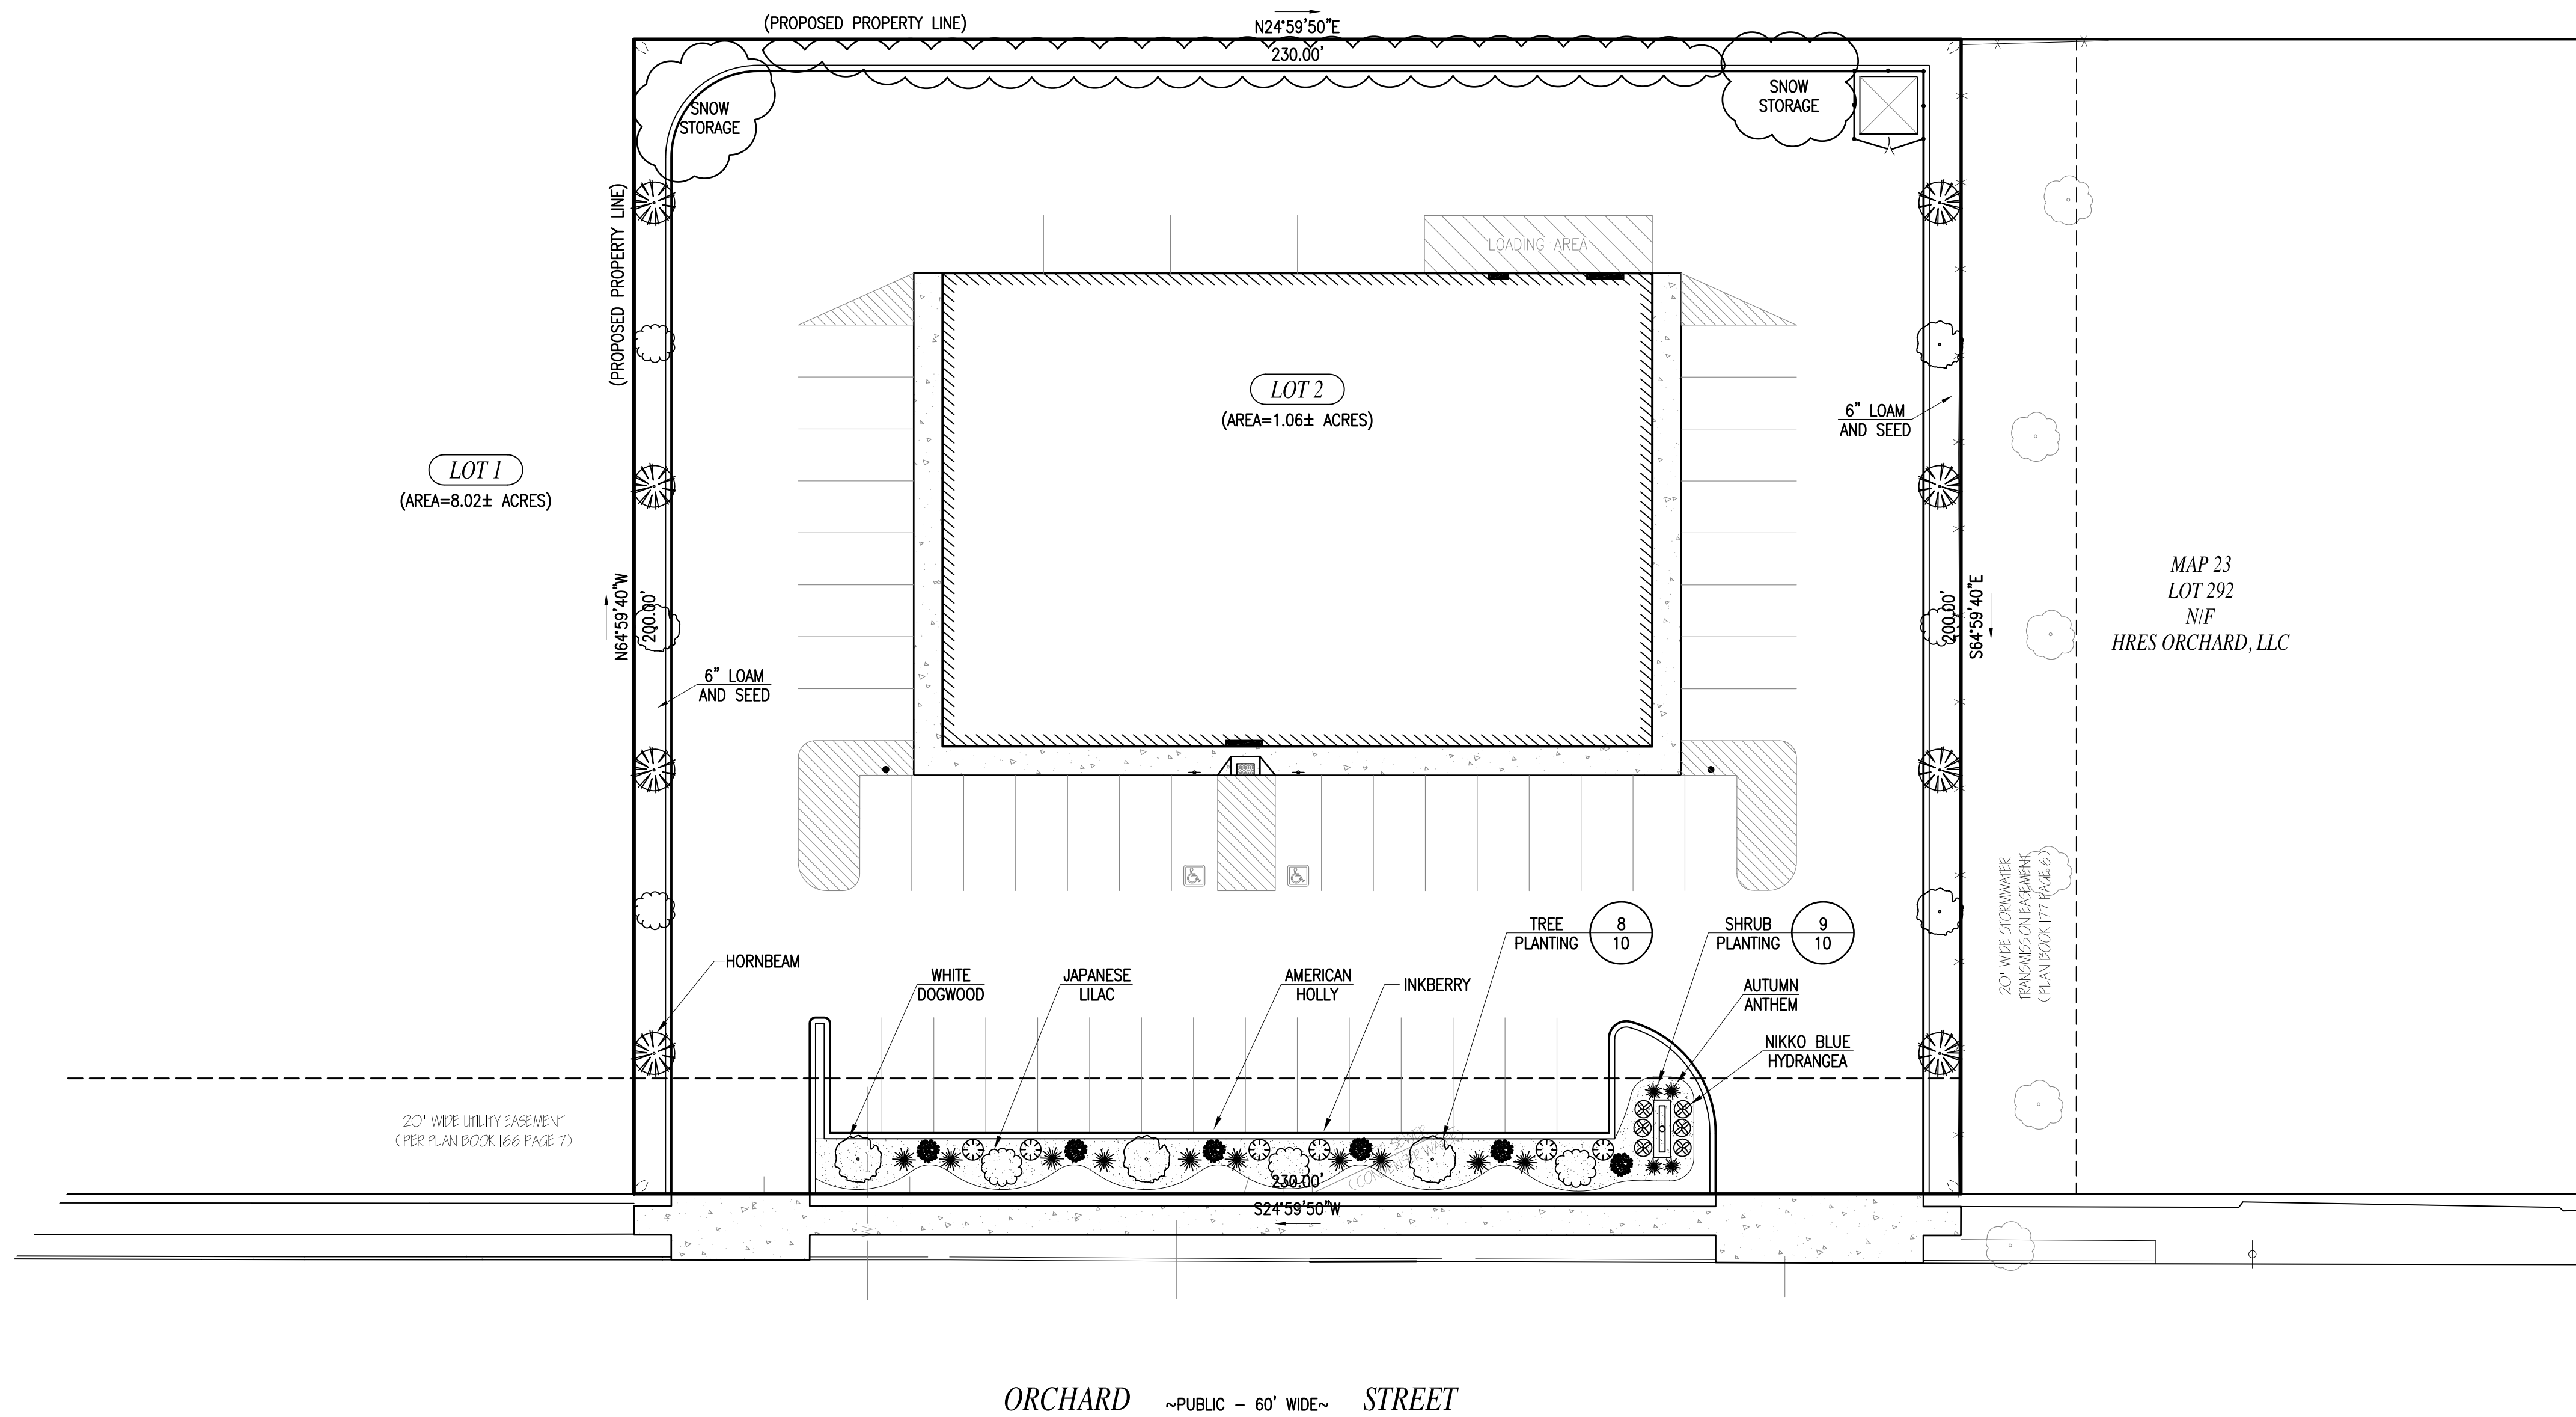 (PROPOSED PROPERTY LINE)
N24°59'50"E
230.00'
SNOW
STORAGE
SNOW
STORAGE
(PROPOSED PROPERTY LINE)
LOADING AREA
LOT 2
(AREA=1.06± ACRES)
6" LOAM
AND SEED
LOT 1
(AREA=8.02± ACRES)
N64°59'40"W
200.00'
200.00'
S64°59'40"E
MAP 23
LOT 292
N/F
HRES ORCHARD, LLC
6" LOAM
AND SEED
20' WIDE STORMWATER
TRANSMISSION EASEMENT
(PLAN BOOK 177 PAGE 6)
TREE
PLANTING
8
10
SHRUB
PLANTING
9
10
HORNBEAM
WHITE
DOGWOOD
JAPANESE
LILAC
AMERICAN
HOLLY
INKBERRY
AUTUMN
ANTHEM
NIKKO BLUE
HYDRANGEA
20' WIDE UTILITY EASEMENT
(PER PLAN BOOK 166 PAGE 7)
230.00'
S24°59'50"W
W
ORCHARD ~PUBLIC - 60' WIDE~ STREET